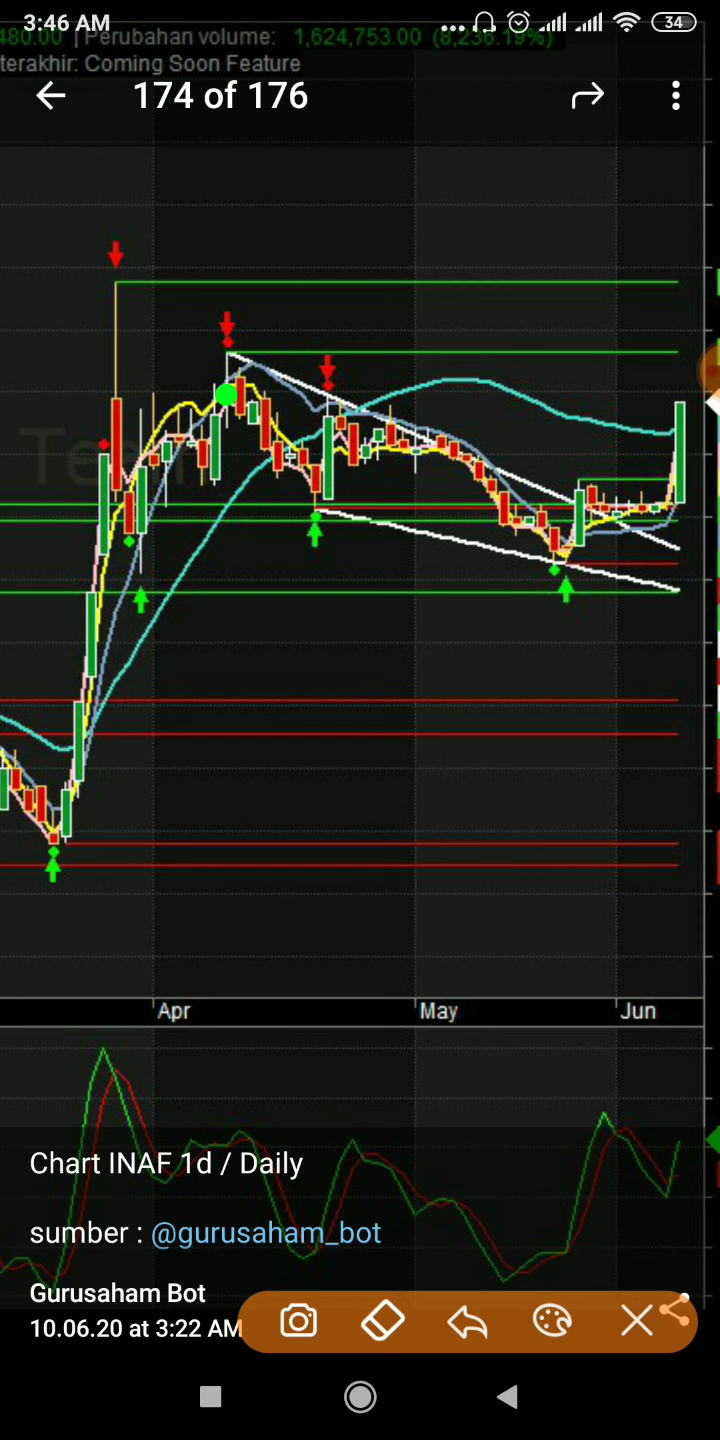 3:46 AM
34
480.00 | Perubahan volume: 1,624,753.00 (8,236.19%)
terakhir: Coming Soon Feature
174 of 176
Apr
May
Jun
Chart INAF 1d / Daily
sumber : @gurusaham_bot
Gurusaham Bot
10.06.20 at 3:22 AM